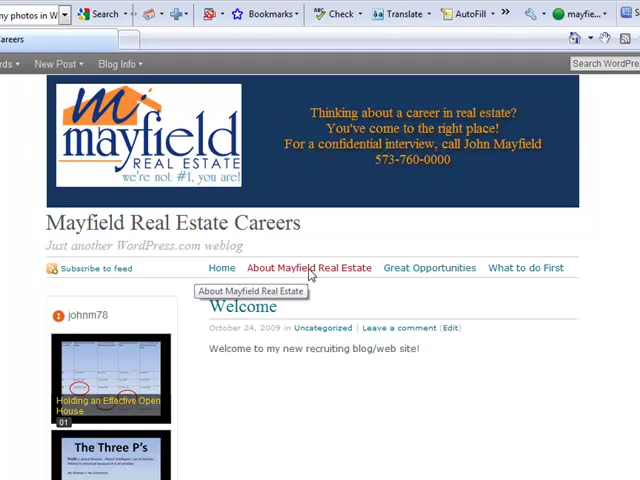 my photos in W
Search
Bookmarks
Check
Translate
AutoFill
mayfie...
areers
rds
New Post
Blog Info
Search WordPre
mayfield
REAL ESTATE
we're not #1, you are!
Thinking about a career in real estate?
You've come to the right place!
For a confidential interview, call John Mayfield
573-760-0000
Mayfield Real Estate Careers
Just another WordPress.com weblog
Subscribe to feed
Home
About Mayfield Real Estate
Great Opportunities
What to do First
About Mayfield Real Estate
Welcome
October 24, 2009 in Uncategorized | Leave a comment (Edit)
Welcome to my new recruiting blog/web site!
johnm78
Holding an Effective Open
House
01
The Three P's